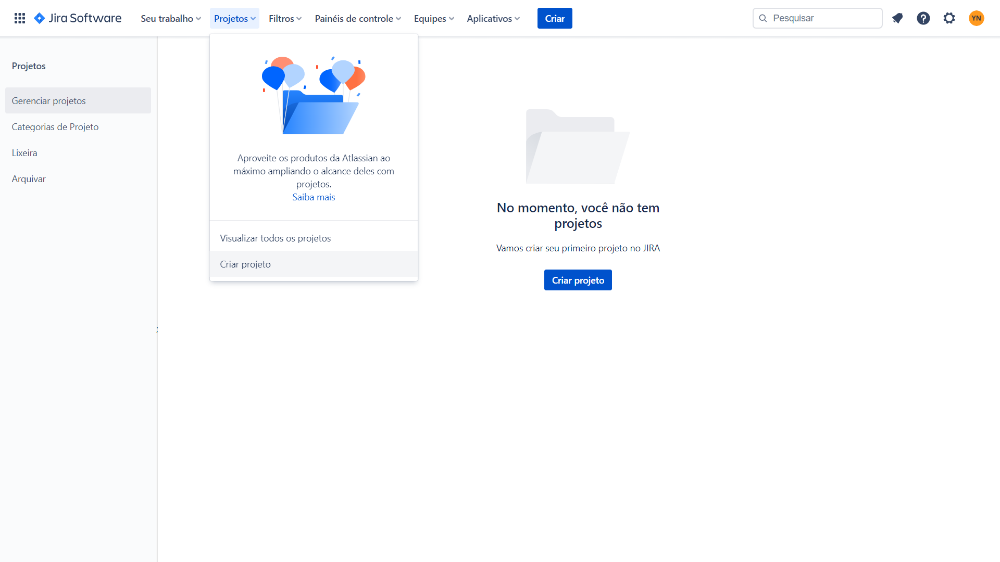 Jira Software
Seu trabalho
Projetos
Filtros
Painéis de controle
Equipes
Aplicativos
Criar
Pesquisar
YN
Projetos
Gerenciar projetos
Categorias de Projeto
Lixeira
Arquivar
Aproveite os produtos da Atlassian ao
máximo ampliando o alcance deles com
projetos.
Saiba mais
Visualizar todos os projetos
Criar projeto
No momento, você não tem
projetos
Vamos criar seu primeiro projeto no JIRA
Criar projeto
;